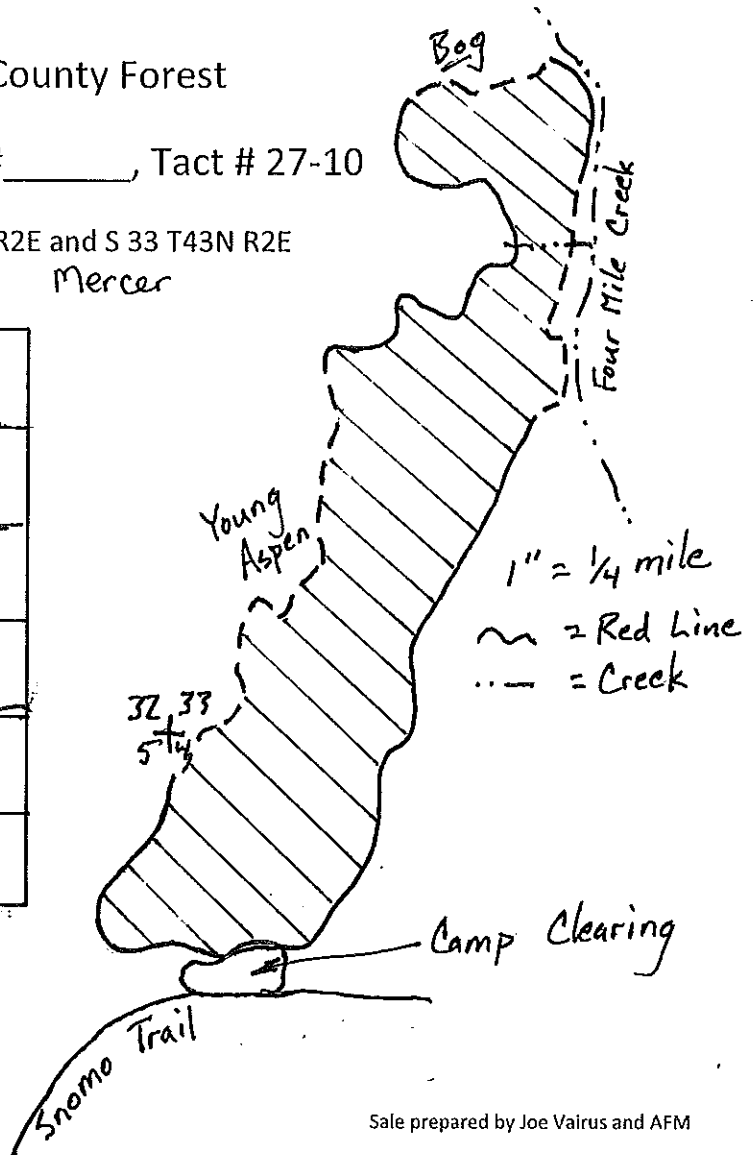 Bog
County Forest
#______, Tact # 27-10
R2E and S 33 T43N R2E
Mercer
Four Mile Creek
Young
Aspen
1" = 1/4 mile
= Red Line
= Creek
32 33
5 4
Camp Clearing
Snomo Trail
Sale prepared by Joe Vairus and AFM